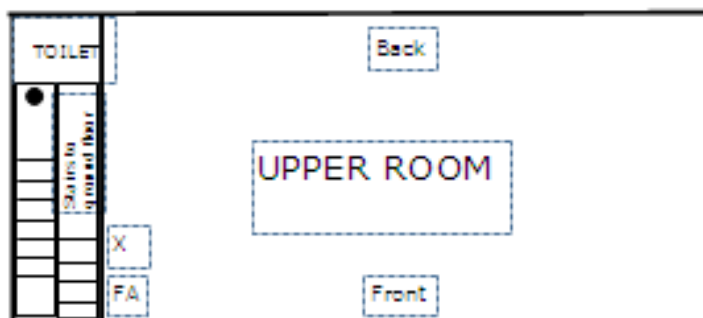 TOILET
Back
Stairs to
ground floor
UPPER ROOM
X
FA
Front